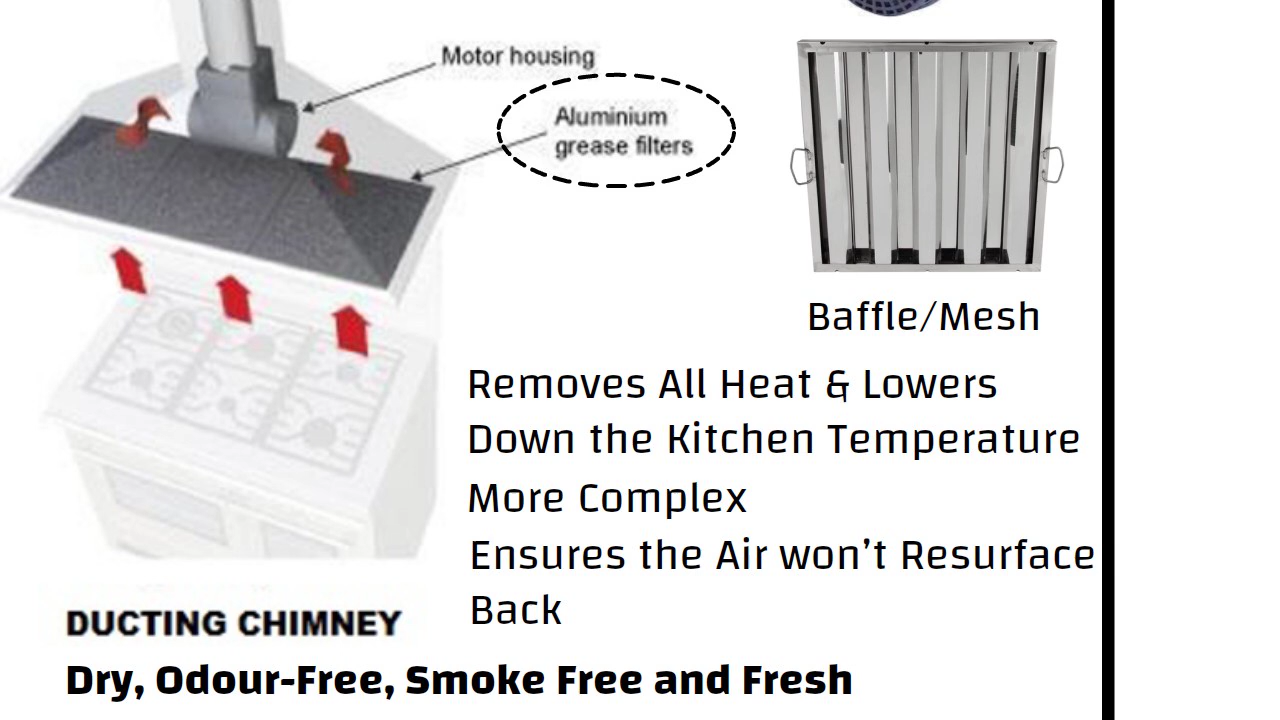 Motor housing
Aluminium
grease filters
Baffle/Mesh
Removes All Heat & Lowers
Down the Kitchen Temperature
More Complex
Ensures the Air won't Resurface
Back
DUCTING CHIMNEY
Dry, Odour-Free, Smoke Free and Fresh